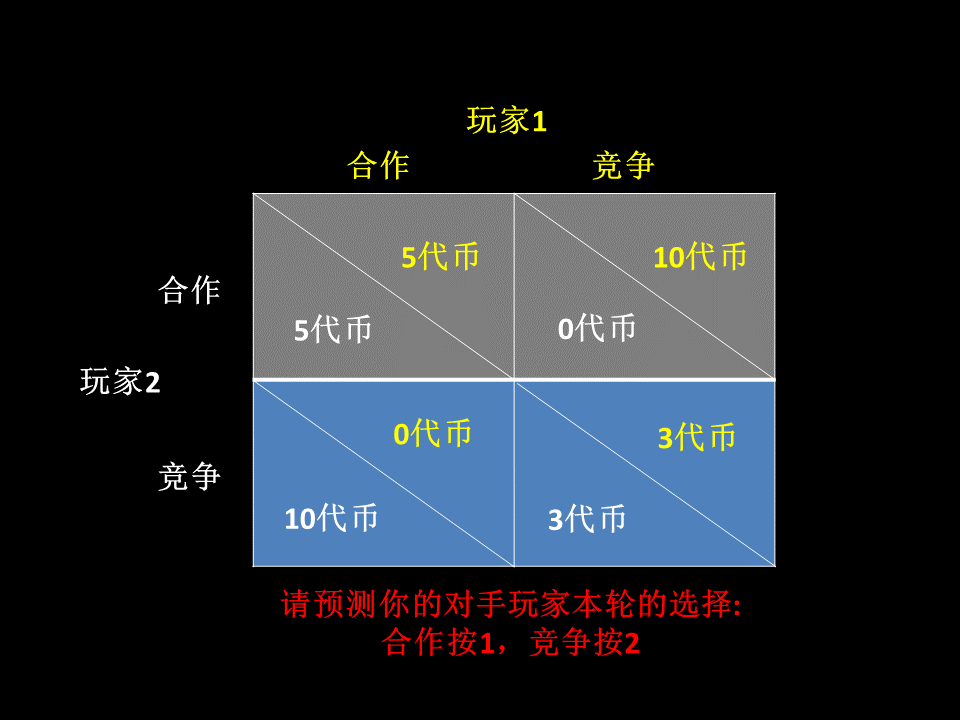 玩家1
合作 竞争
5代币 10代币
合作
5代币 0代币
玩家2
0代币 3代币
竞争
10代币 3代币
请预测你的对手玩家本轮的选择:
合作按1，竞争按2